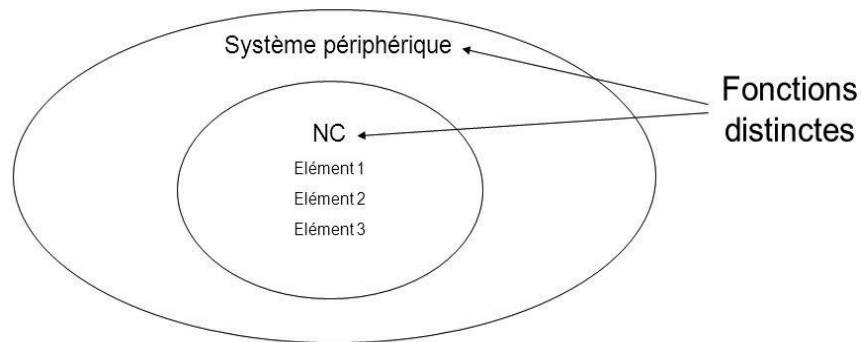 Système périphérique
NC
Elément 1
Elément 2
Elément 3
Fonctions
distinctes